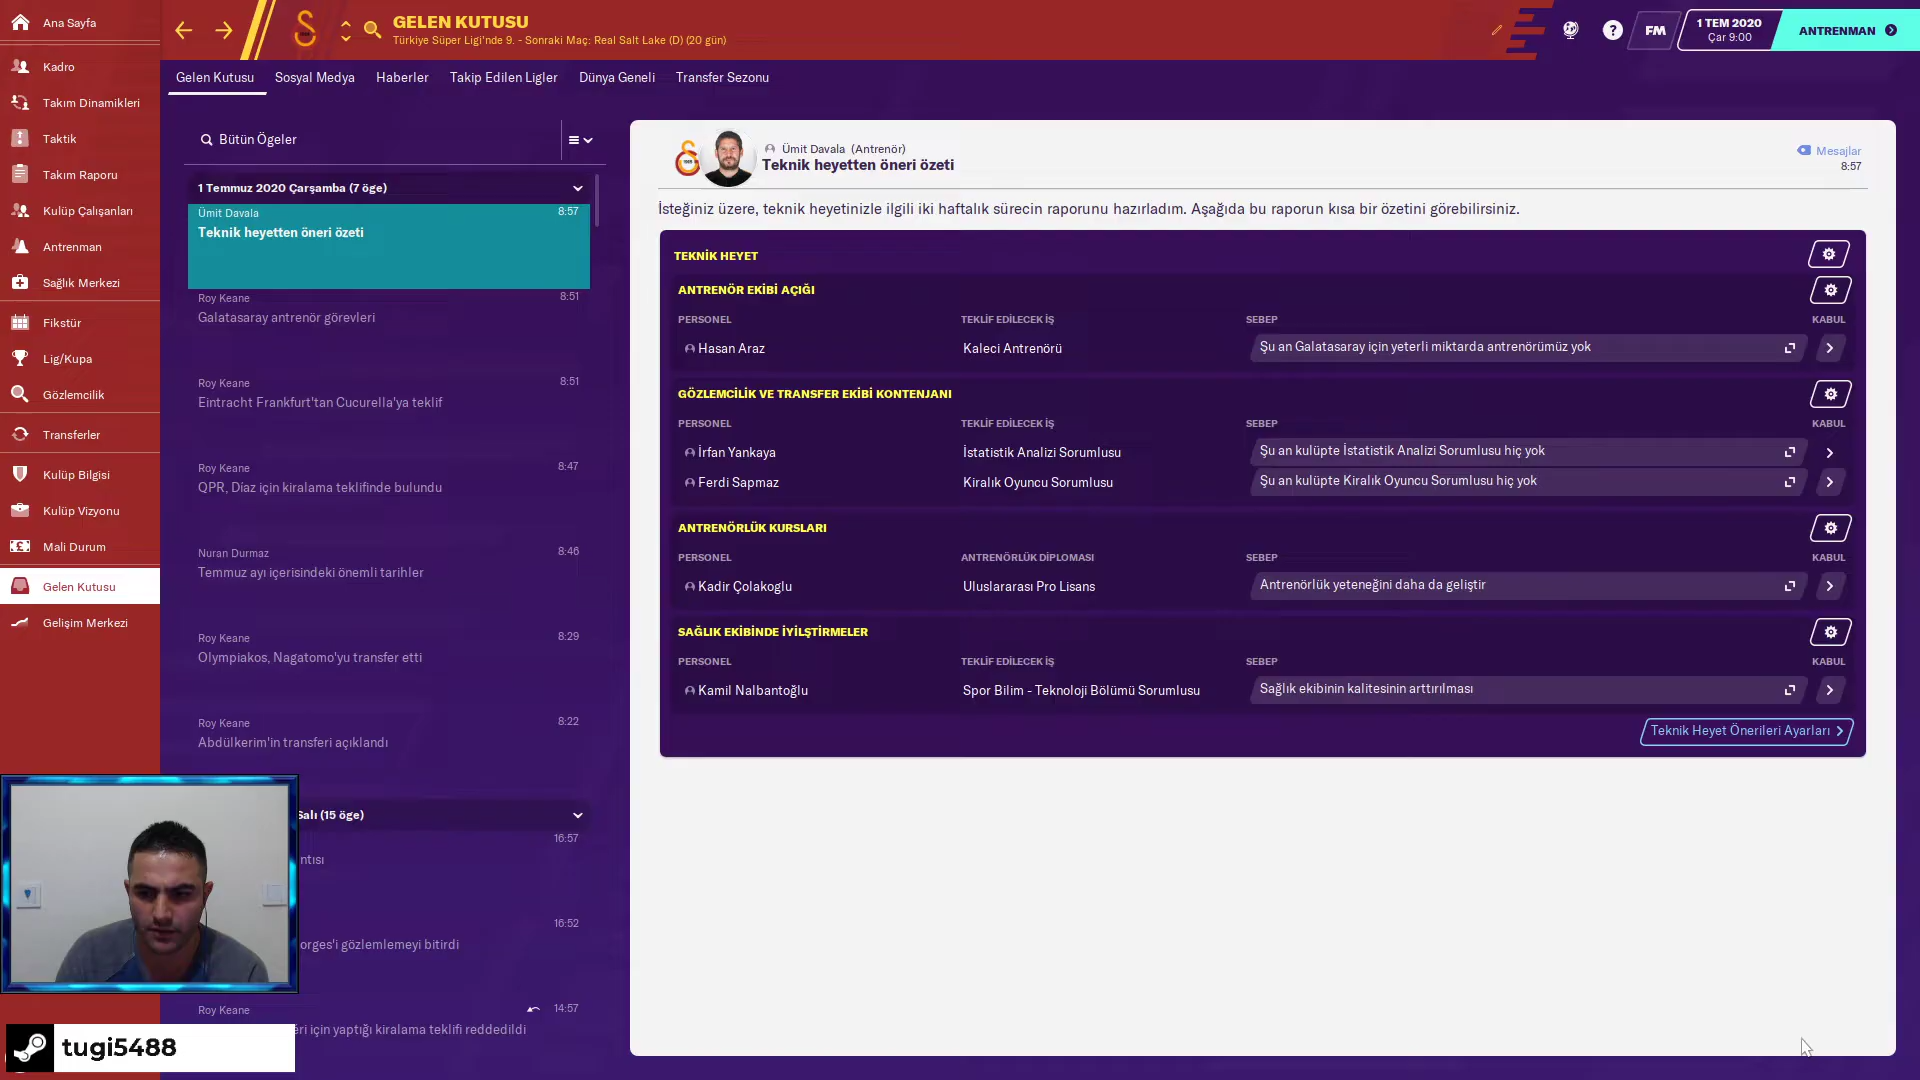 Ana Sayfa
Kadro
Takım Dinamikleri
Taktik
Takım Raporu
Kulüp Çalışanları
Antrenman
Sağlık Merkezi
Fikstür
Lig/Kupa
Gözlemcilik
Transferler
Kulüp Bilgisi
Kulüp Vizyonu
Mali Durum
Gelen Kutusu
Gelişim Merkezi
GELEN KUTUSU
Türkiye Süper Ligi'nde 9. - Sonraki Maç: Real Salt Lake (D) (20 gün)
FM
1 TEM 2020
Çar 9:00
ANTRENMAN
Gelen Kutusu
Sosyal Medya
Haberler
Takip Edilen Ligler
Dünya Geneli
Transfer Sezonu
Bütün Ögeler
1 Temmuz 2020 Çarşamba (7 öge)
Ümit Davala 8:57
Teknik heyetten öneri özeti
Roy Keane 8:51
Galatasaray antrenör görevleri
Roy Keane 8:51
Eintracht Frankfurt'tan Cucurella'ya teklif
Roy Keane 8:47
QPR, Díaz için kiralama teklifinde bulundu
Nuran Durmaz 8:46
Temmuz ayı içerisindeki önemli tarihler
Roy Keane 8:29
Olympiakos, Nagatomo'yu transfer etti
Roy Keane 8:22
Abdülkerim'in transferi açıklandı
Salı (15 öge)
16:57
ntısı
16:52
orges'i gözlemlemeyi bitirdi
Roy Keane 14:57
eri için yaptığı kiralama teklifi reddedildi
tugi5488
Ümit Davala (Antrenör)
Teknik heyetten öneri özeti
Mesajlar
8:57
İsteğiniz üzere, teknik heyetinizle ilgili iki haftalık sürecin raporunu hazırladım. Aşağıda bu raporun kısa bir özetini görebilirsiniz.
TEKNİK HEYET
ANTRENÖR EKİBİ AÇIĞI
PERSONEL TEKLİF EDİLECEK İŞ SEBEP KABUL
Hasan Araz Kaleci Antrenörü Şu an Galatasaray için yeterli miktarda antrenörümüz yok
GÖZLEMCİLİK VE TRANSFER EKİBİ KONTENJANI
PERSONEL TEKLİF EDİLECEK İŞ SEBEP KABUL
İrfan Yankaya İstatistik Analizi Sorumlusu Şu an kulüpte İstatistik Analizi Sorumlusu hiç yok
Ferdi Sapmaz Kiralık Oyuncu Sorumlusu Şu an kulüpte Kiralık Oyuncu Sorumlusu hiç yok
ANTRENÖRLÜK KURSLARI
PERSONEL ANTRENÖRLÜK DİPLOMASI SEBEP KABUL
Kadir Çolakoglu Uluslararası Pro Lisans Antrenörlük yeteneğini daha da geliştir
SAĞLIK EKİBİNDE İYİLŞTİRMELER
PERSONEL TEKLİF EDİLECEK İŞ SEBEP KABUL
Kamil Nalbantoğlu Spor Bilim - Teknoloji Bölümü Sorumlusu Sağlık ekibinin kalitesinin arttırılması
Teknik Heyet Önerileri Ayarları